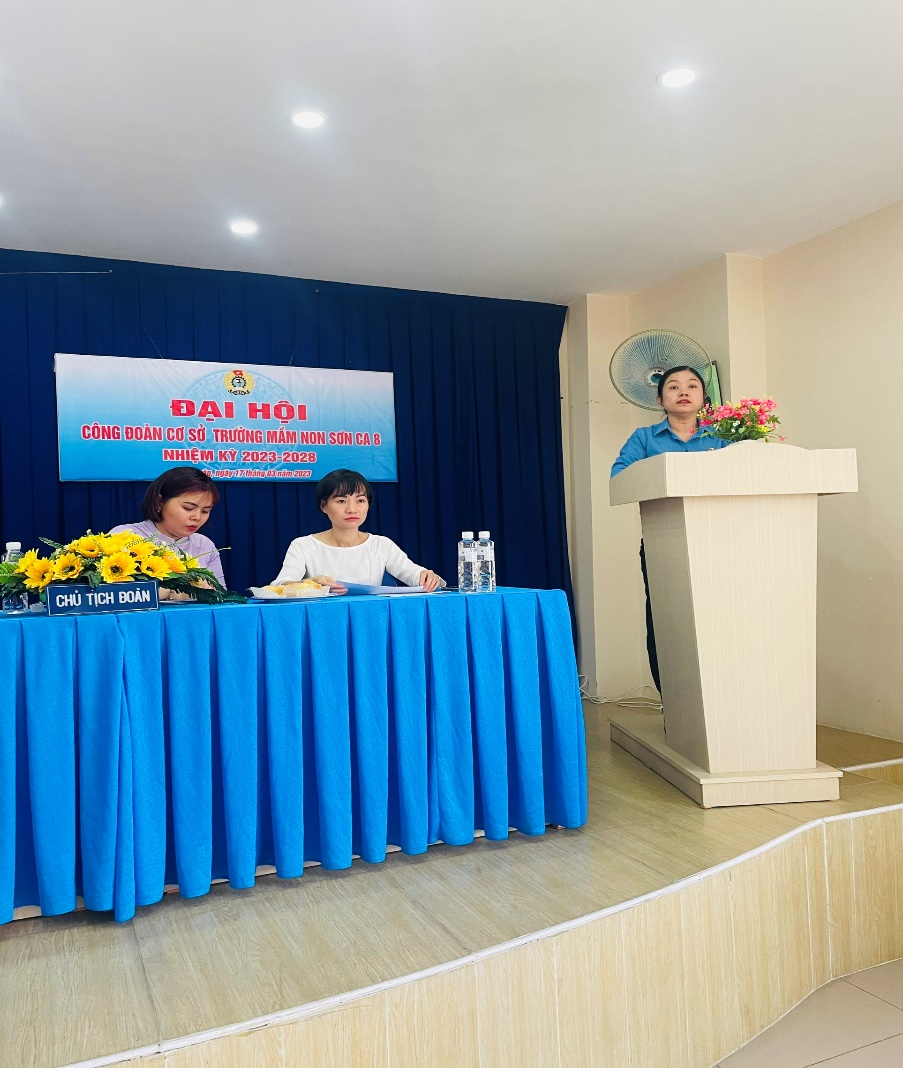 ĐẠI HỘI
CÔNG ĐOÀN CƠ SỞ TRƯỜNG MẦM NON SƠN CA 8
NHIỆM KỲ 2023-2028
ngày 17 tháng 03 năm 2023
CHỦ TỊCH ĐOÀN